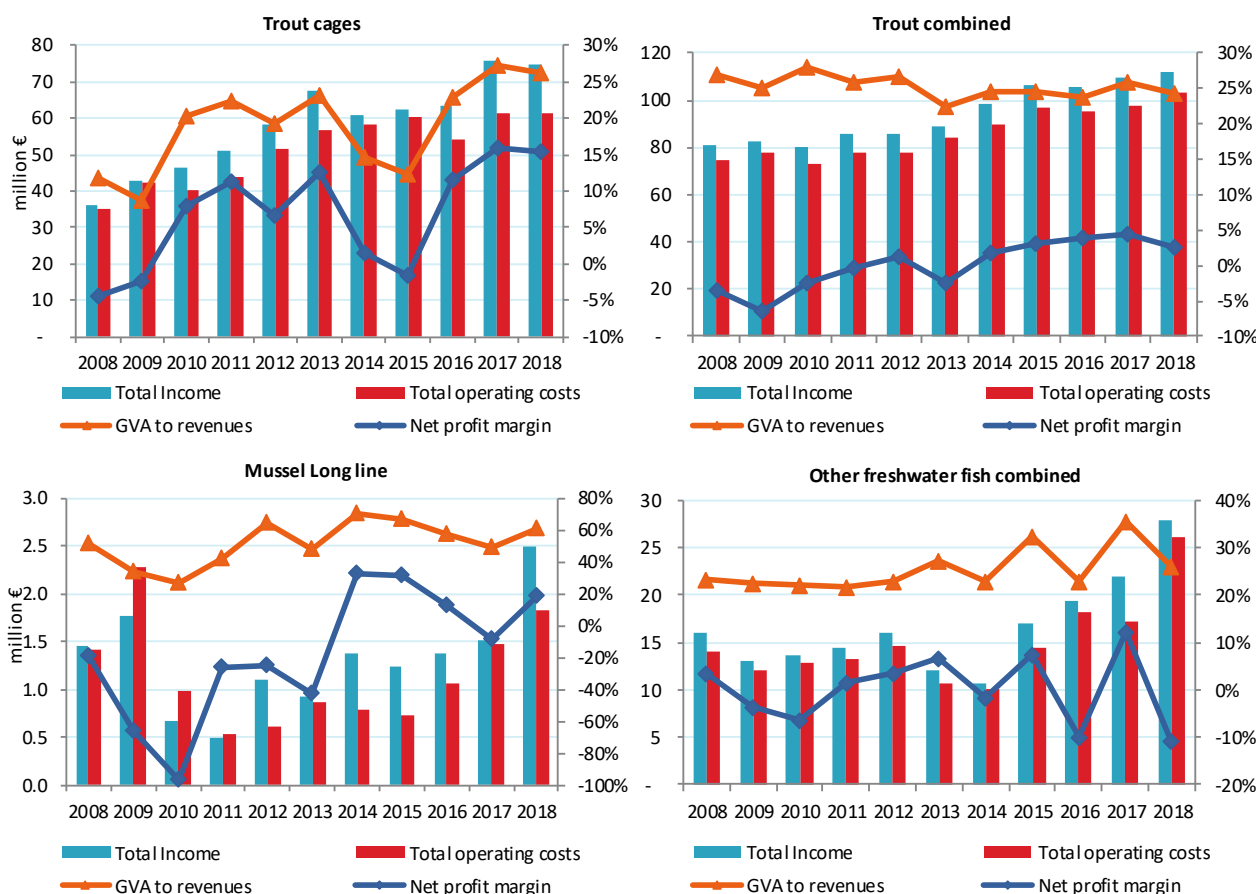 Trout cages
million €
80
70
60
50
40
30
20
10
-
30%
25%
20%
15%
10%
5%
0%
-5%
-10%
2008 2009 2010 2011 2012 2013 2014 2015 2016 2017 2018
Total Income
Total operating costs
GVA to revenues
Net profit margin
Trout combined
120
100
80
60
40
20
-
30%
25%
20%
15%
10%
5%
0%
-5%
-10%
2008 2009 2010 2011 2012 2013 2014 2015 2016 2017 2018
Total Income
Total operating costs
GVA to revenues
Net profit margin
Mussel Long line
million €
3.0
2.5
2.0
1.5
1.0
0.5
0.0
80%
60%
40%
20%
0%
-20%
-40%
-60%
-80%
-100%
2008 2009 2010 2011 2012 2013 2014 2015 2016 2017 2018
Total Income
Total operating costs
GVA to revenues
Net profit margin
Other freshwater fish combined
30
25
20
15
10
5
-
40%
30%
20%
10%
0%
-10%
-20%
2008 2009 2010 2011 2012 2013 2014 2015 2016 2017 2018
Total Income
Total operating costs
GVA to revenues
Net profit margin